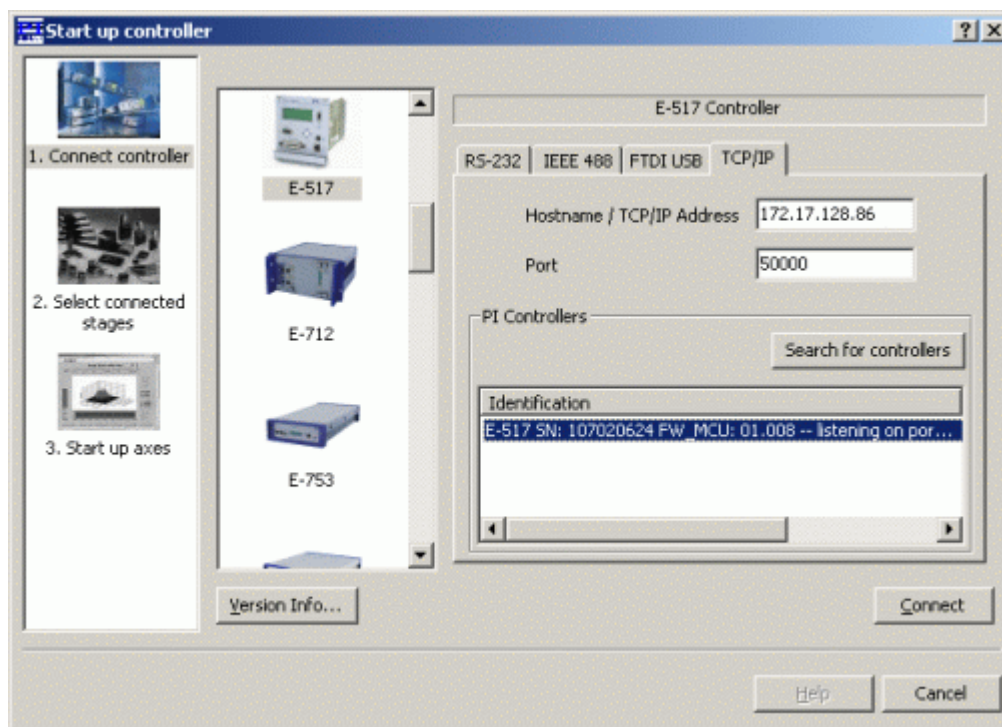 Start up controller
1. Connect controller
2. Select connected
stages
3. Start up axes
E-517
E-712
E-753
Version Info...
E-517 Controller
RS-232
IEEE 488
FTDI USB
TCP/IP
Hostname / TCP/IP Address
172.17.128.86
Port
50000
PI Controllers
Search for controllers
Identification
E-517 SN: 107020624 FW_MCU: 01.008 -- listening on por...
Connect
Help
Cancel